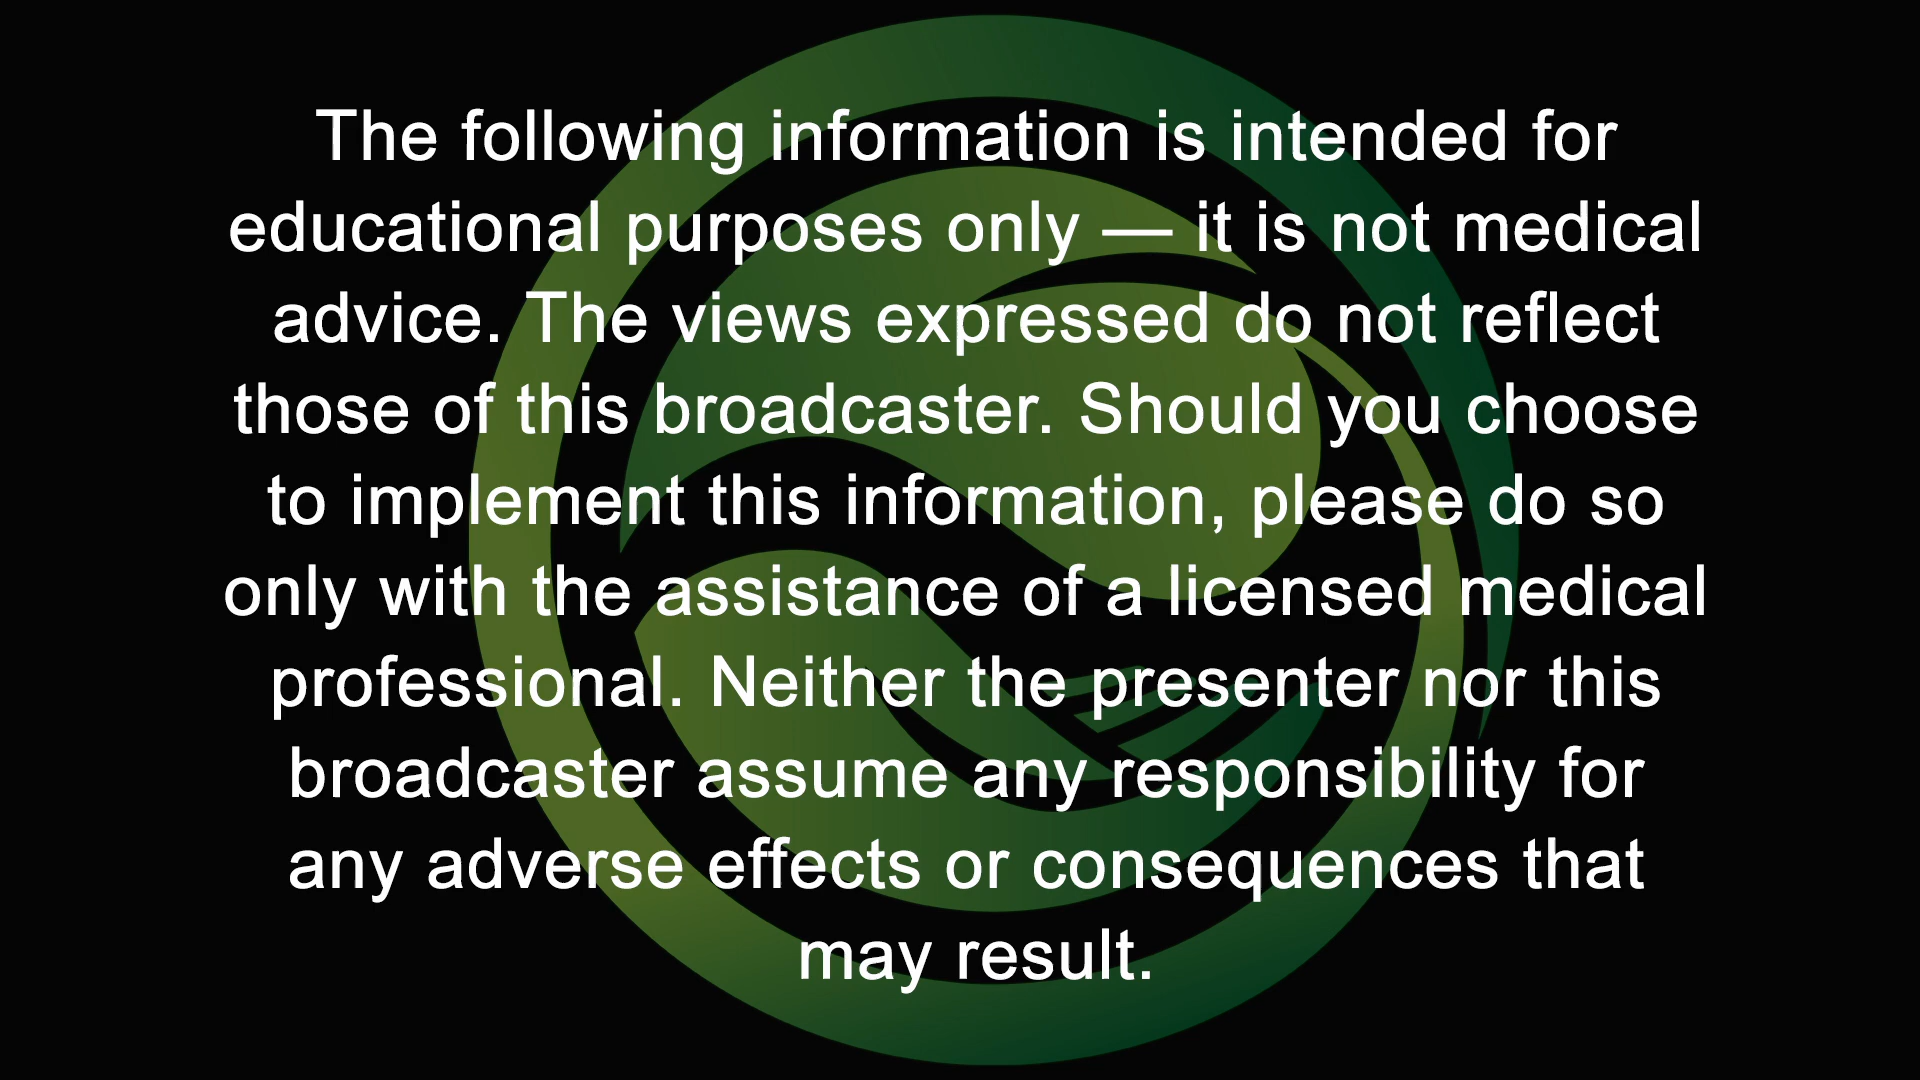 The following information is intended for
educational purposes only — it is not medical
advice. The views expressed do not reflect
those of this broadcaster. Should you choose
to implement this information, please do so
only with the assistance of a licensed medical
professional. Neither the presenter nor this
broadcaster assume any responsibility for
any adverse effects or consequences that
may result.